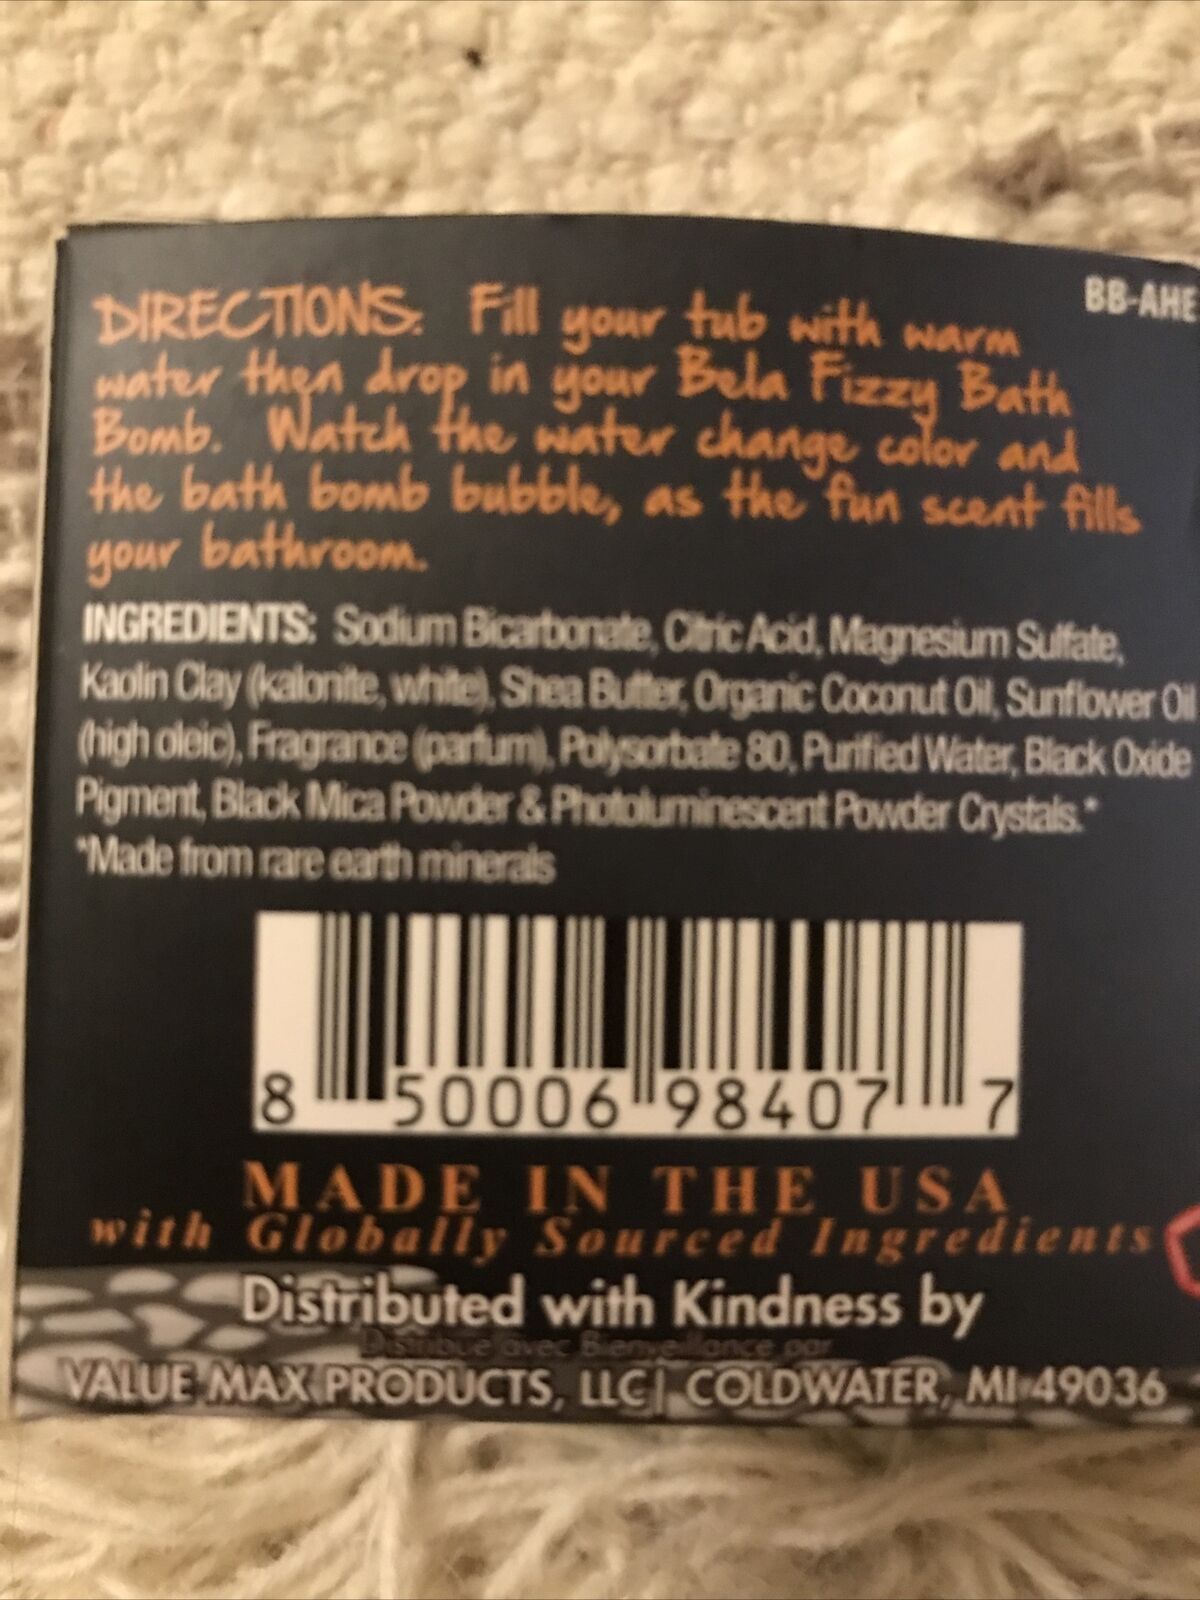 BB-AHE
DIRECTIONS: Fill your tub with warm
water then drop in your Bela Fizzy Bath
Bomb. Watch the water change color and
the bath bomb bubble, as the fun scent fills
your bathroom.
INGREDIENTS: Sodium Bicarbonate, Citric Acid, Magnesium Sulfate,
Kaolin Clay (kalonite, white), Shea Butter, Organic Coconut Oil, Sunflower Oil
(high oleic), Fragrance (parfum), Polysorbate 80, Purified Water, Black Oxide
Pigment, Black Mica Powder & Photoluminescent Powder Crystals.*
*Made from rare earth minerals
8 50006 98407 7
MADE IN THE USA
with Globally Sourced Ingredients
Distributed with Kindness by
Distribué avec Bienveillance par
VALUE MAX PRODUCTS, LLC | COLDWATER, MI 49036